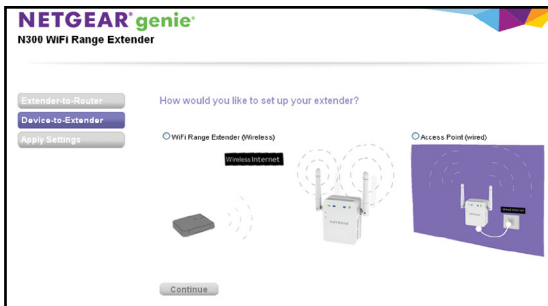 NETGEAR® genie®
N300 WiFi Range Extender
Extender-to-Router
Device-to-Extender
Apply Settings
How would you like to set up your extender?
WiFi Range Extender (Wireless)
Access Point (wired)
Wireless Internet
NETGEAR
Continue